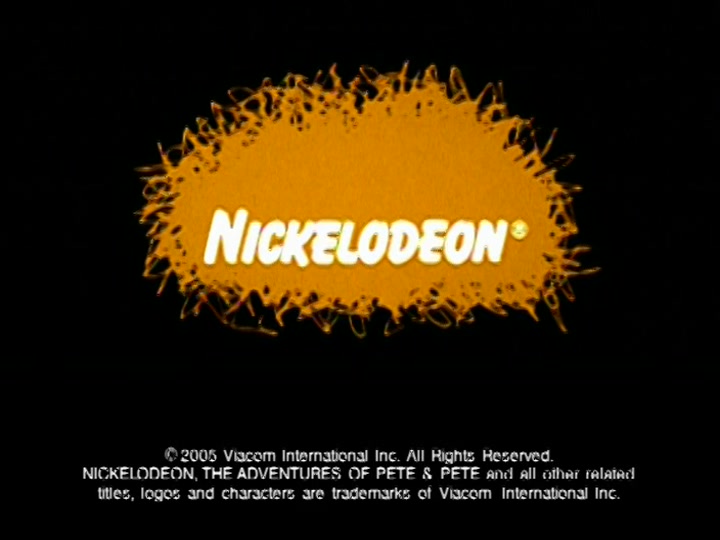 NICKELODEON®
© 2005 Viacom International Inc. All Rights Reserved.
NICKELODEON, THE ADVENTURES OF PETE & PETE and all other related
titles, logos and characters are trademarks of Viacom International Inc.